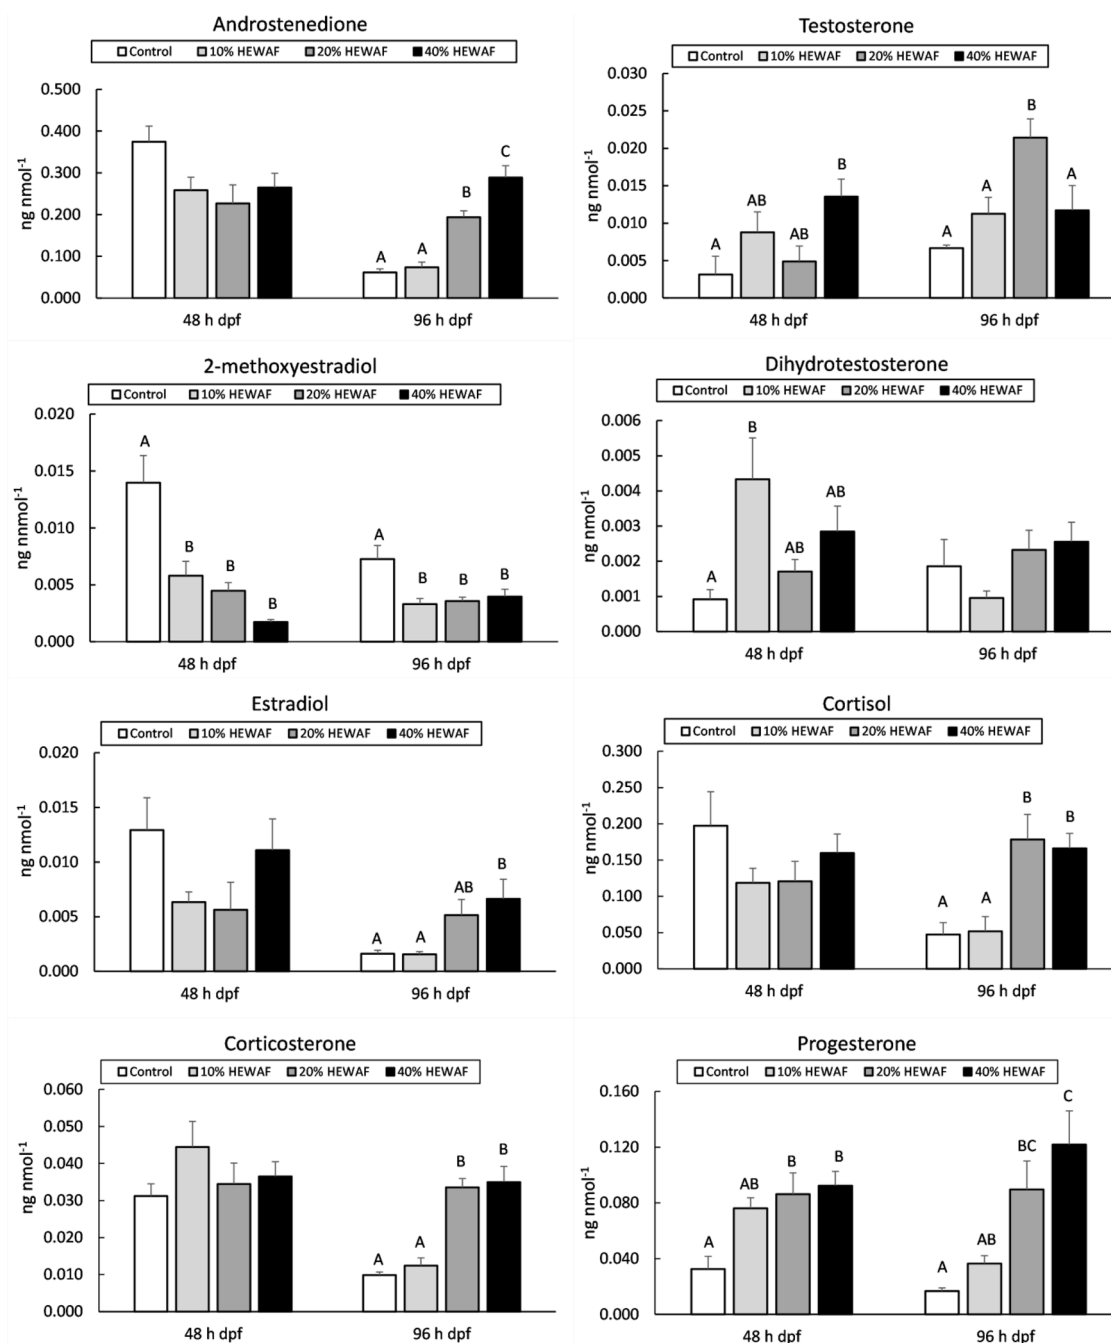 Androstenedione
Control 10% HEWAF 20% HEWAF 40% HEWAF
0.500
0.400
0.300
0.200
0.100
0.000
ng nmol-1
A A B C
48 h dpf 96 h dpf
Testosterone
Control 10% HEWAF 20% HEWAF 40% HEWAF
0.030
0.025
0.020
0.015
0.010
0.005
0.000
ng nmol-1
A AB AB B A A B A
48 h dpf 96 h dpf
2-methoxyestradiol
Control 10% HEWAF 20% HEWAF 40% HEWAF
0.020
0.015
0.010
0.005
0.000
ng nnmol-1
A B B B A B B B
48 h dpf 96 h dpf
Dihydrotestosterone
Control 10% HEWAF 20% HEWAF 40% HEWAF
0.006
0.005
0.004
0.003
0.002
0.001
0.000
ng nmol-1
A B AB AB
48 h dpf 96 h dpf
Estradiol
Control 10% HEWAF 20% HEWAF 40% HEWAF
0.020
0.015
0.010
0.005
0.000
ng nmol-1
A A AB B
48 h dpf 96 h dpf
Cortisol
Control 10% HEWAF 20% HEWAF 40% HEWAF
0.300
0.250
0.200
0.150
0.100
0.050
0.000
ng nmol-1
A A B B
48 h dpf 96 h dpf
Corticosterone
Control 10% HEWAF 20% HEWAF 40% HEWAF
0.060
0.050
0.040
0.030
0.020
0.010
0.000
ng nmol-1
A A B B
48 h dpf 96 h dpf
Progesterone
Control 10% HEWAF 20% HEWAF 40% HEWAF
0.160
0.120
0.080
0.040
0.000
ng nmol-1
A AB B B A AB BC C
48 h dpf 96 h dpf